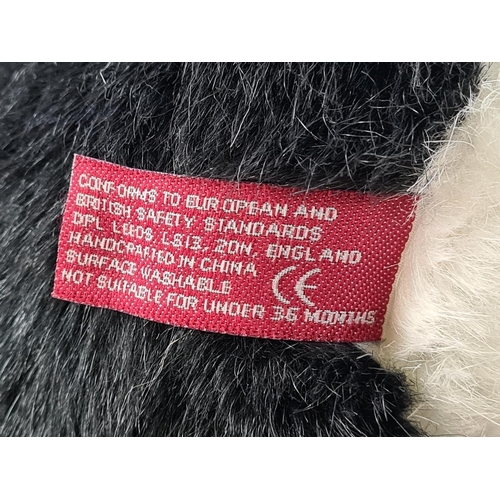 CONFORMS TO EUROPEAN AND
BRITISH SAFETY STANDARDS
DPL LEEDS, LS13, 2DN, ENGLAND
HANDCRAFTED IN CHINA
SURFACE WASHABLE CE
NOT SUITABLE FOR UNDER 36 MONTHS